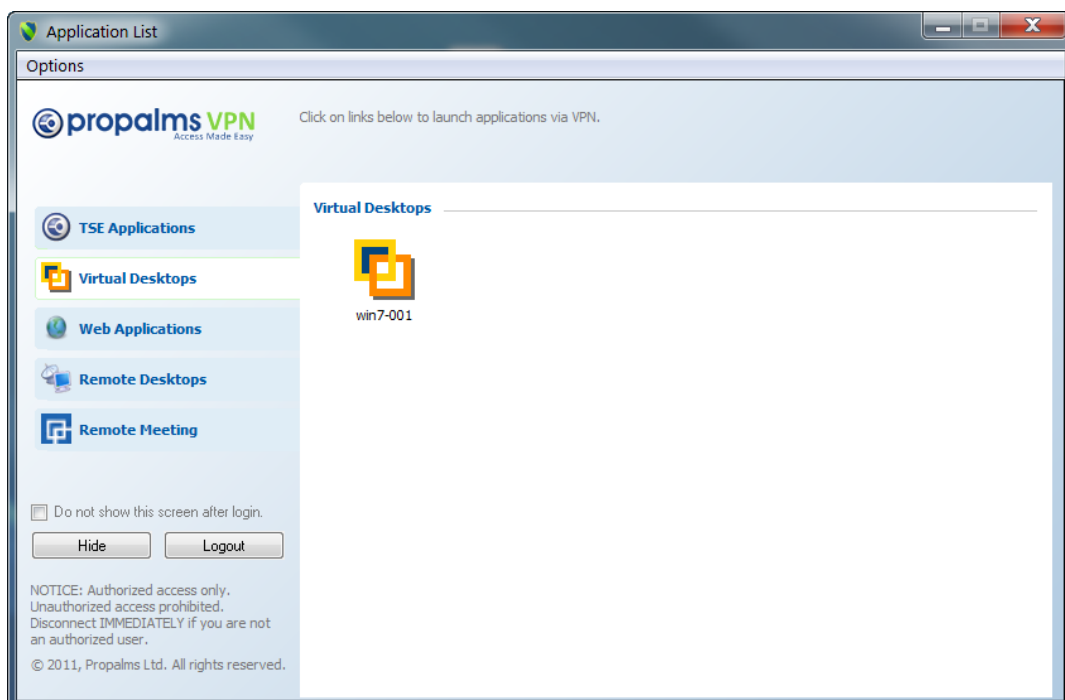 Application List
Options
propalms VPN
Access Made Easy
Click on links below to launch applications via VPN.
TSE Applications
Virtual Desktops
Web Applications
Remote Desktops
Remote Meeting
Virtual Desktops
win7-001
Do not show this screen after login.
Hide
Logout
NOTICE: Authorized access only.
Unauthorized access prohibited.
Disconnect IMMEDIATELY if you are not
an authorized user.
© 2011, Propalms Ltd. All rights reserved.